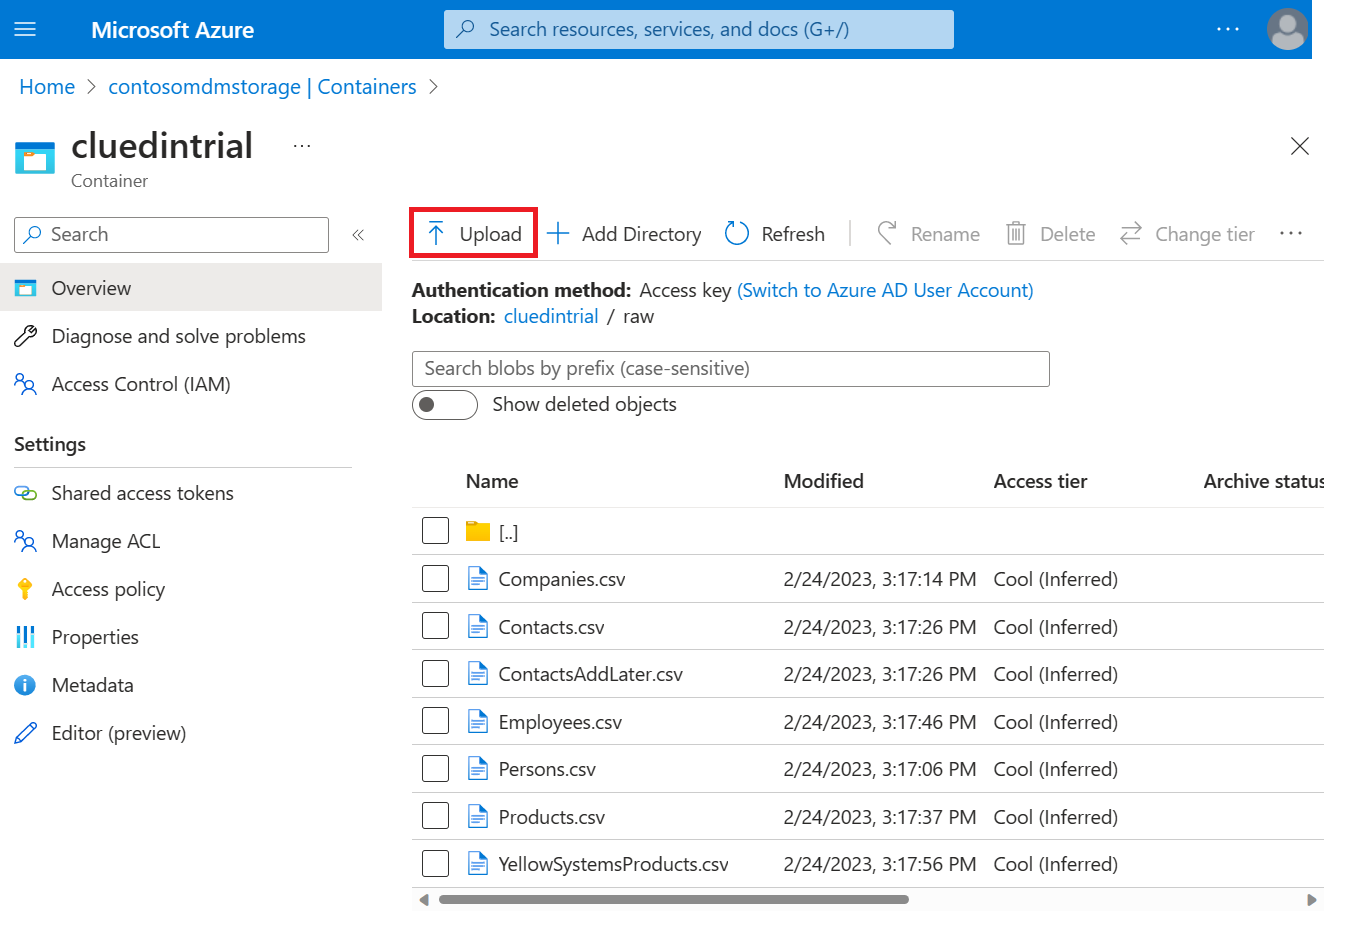 Microsoft Azure
Search resources, services, and docs (G+/)
Home > contosomdmstorage | Containers >
cluedintrial ...
Container
Search «
Overview
Diagnose and solve problems
Access Control (IAM)
Settings
Shared access tokens
Manage ACL
Access policy
Properties
Metadata
Editor (preview)
Upload Add Directory Refresh Rename Delete Change tier ...
Authentication method: Access key (Switch to Azure AD User Account)
Location: cluedintrial / raw
Search blobs by prefix (case-sensitive)
Show deleted objects
Name Modified Access tier Archive status
[..]
Companies.csv 2/24/2023, 3:17:14 PM Cool (Inferred)
Contacts.csv 2/24/2023, 3:17:26 PM Cool (Inferred)
ContactsAddLater.csv 2/24/2023, 3:17:26 PM Cool (Inferred)
Employees.csv 2/24/2023, 3:17:46 PM Cool (Inferred)
Persons.csv 2/24/2023, 3:17:06 PM Cool (Inferred)
Products.csv 2/24/2023, 3:17:37 PM Cool (Inferred)
YellowSystemsProducts.csv 2/24/2023, 3:17:56 PM Cool (Inferred)